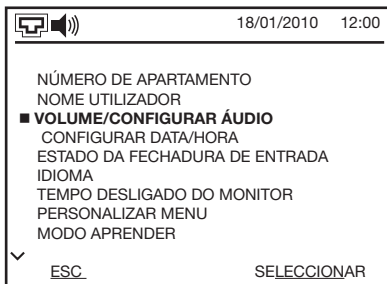 18/01/2010 12:00
NÚMERO DE APARTAMENTO
NOME UTILIZADOR
VOLUME/CONFIGURAR ÁUDIO
CONFIGURAR DATA/HORA
ESTADO DA FECHADURA DE ENTRADA
IDIOMA
TEMPO DESLIGADO DO MONITOR
PERSONALIZAR MENU
MODO APRENDER
ESC SELECCIONAR